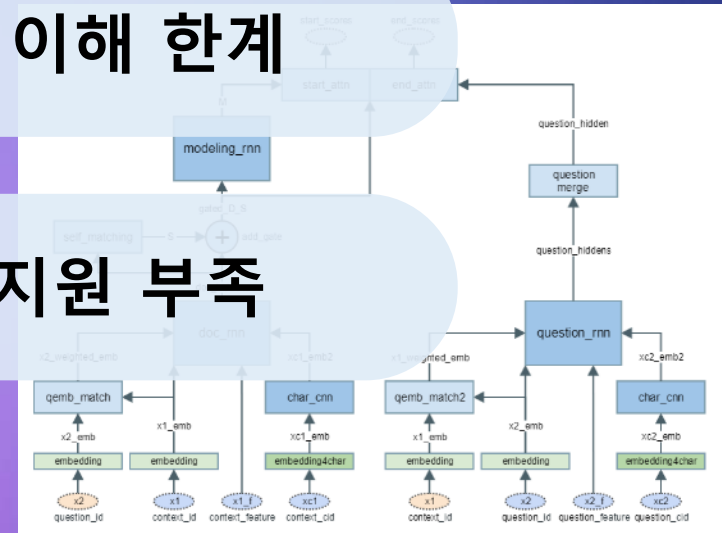 이해 한계
start_scores end_scores
start_attn end_attn
M
question_hidden
modeling_rnn
question
merge
self_matching S + add_gate
question_hiddens
지원 부족
doc_rnn question_rnn
x2_weighted_emb xc1_emb2 x1_weighted_emb xc2_emb2
qemb_match char_cnn qemb_match2 char_cnn
x1_emb x2_emb
x2_emb xc1_emb x1_emb xc2_emb
embedding embedding embedding4char embedding embedding embedding4char
x2 x1 x1_f xc1 x1 x2 x2_f xc2
question_id context_id context_feature context_cid context_id question_id question_feature question_cid